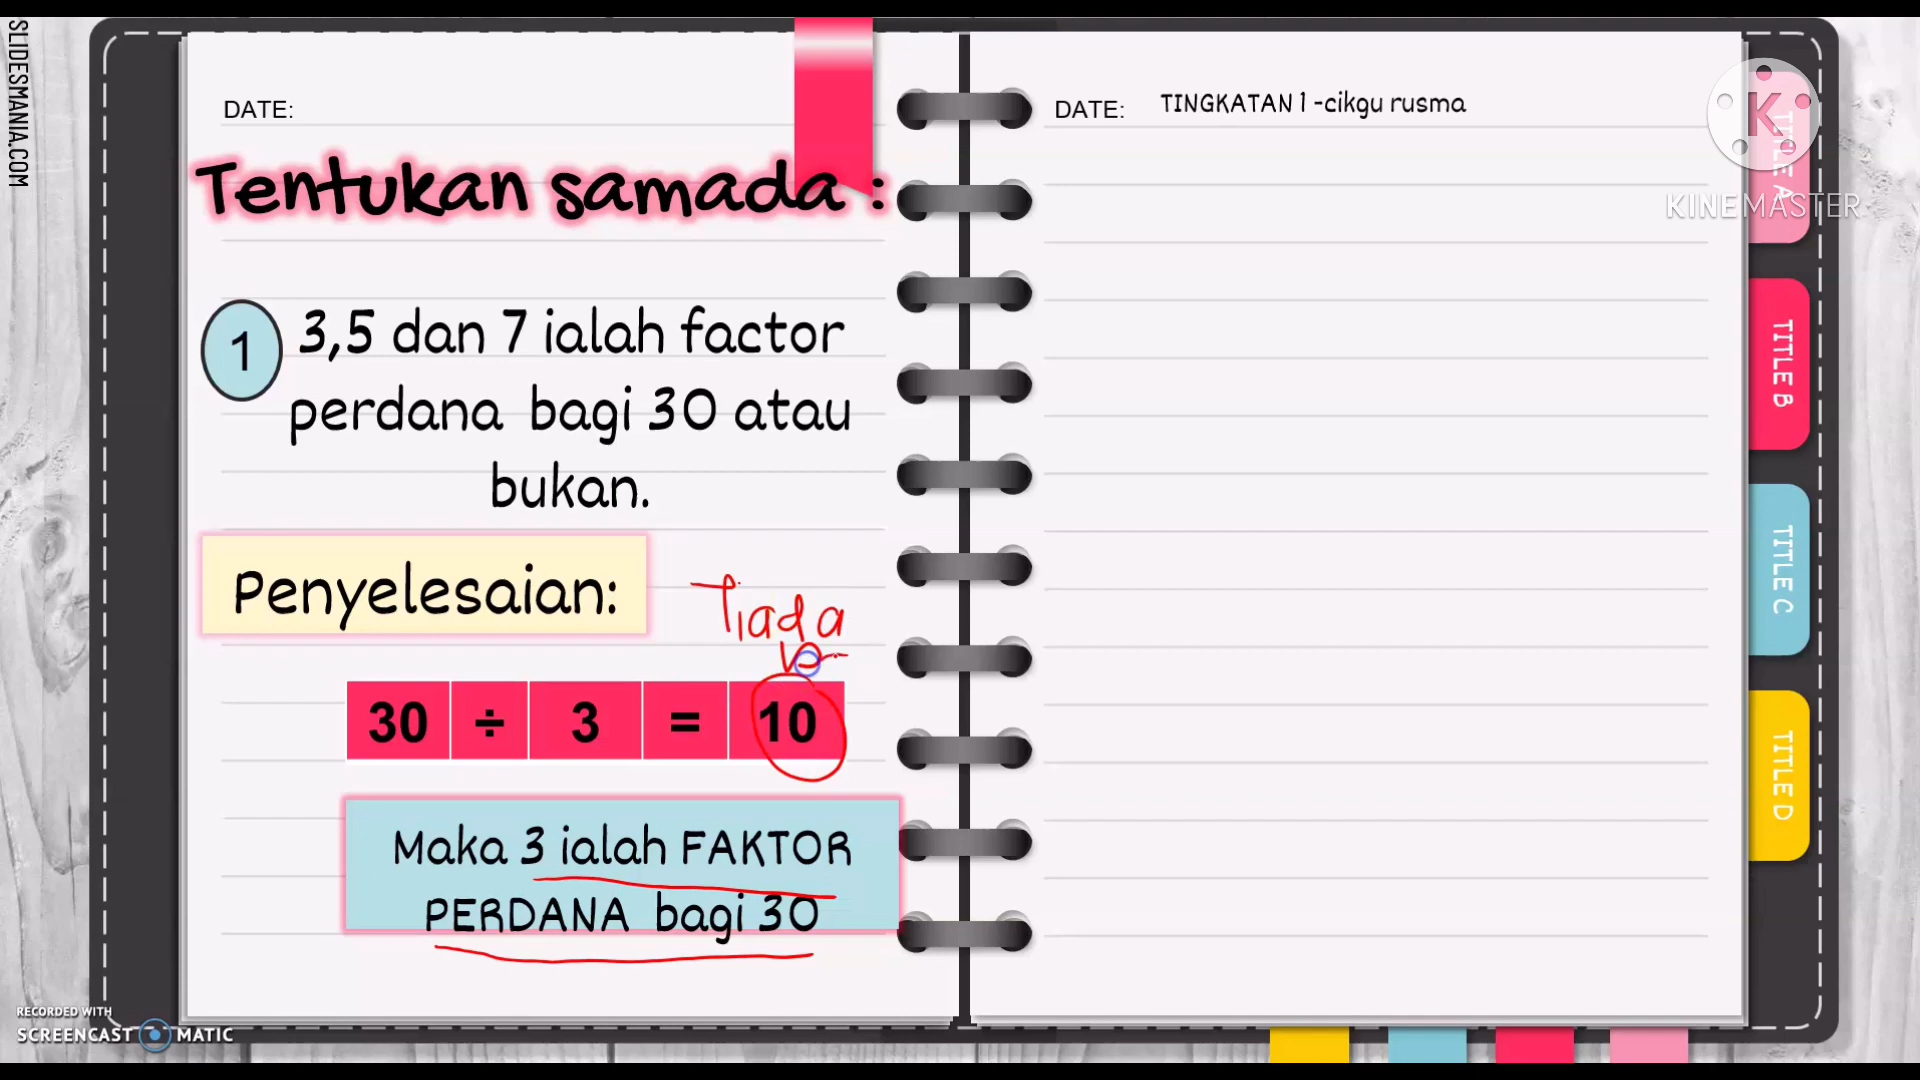 SLIDESMANIA.COM
DATE:
Tentukan samada :
1
3,5 dan 7 ialah factor
perdana bagi 30 atau
bukan.
Penyelesaian:
Tiada
30 ÷ 3 = 10
Maka 3 ialah FAKTOR
PERDANA bagi 30
RECORDED WITH
SCREENCAST MATIC
DATE: TINGKATAN 1 -cikgu rusma
K
KINEMASTER
TITLE A
TITLE B
TITLE C
TITLE D